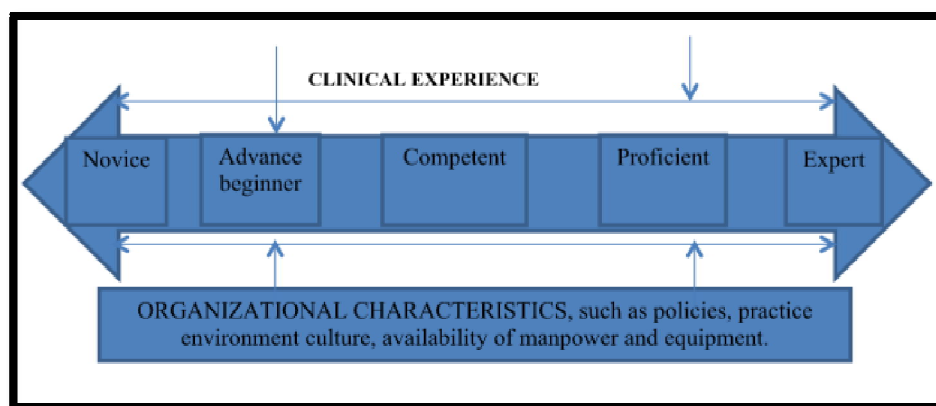 CLINICAL EXPERIENCE
Novice
Advance
beginner
Competent
Proficient
Expert
ORGANIZATIONAL CHARACTERISTICS, such as policies, practice
environment culture, availability of manpower and equipment.